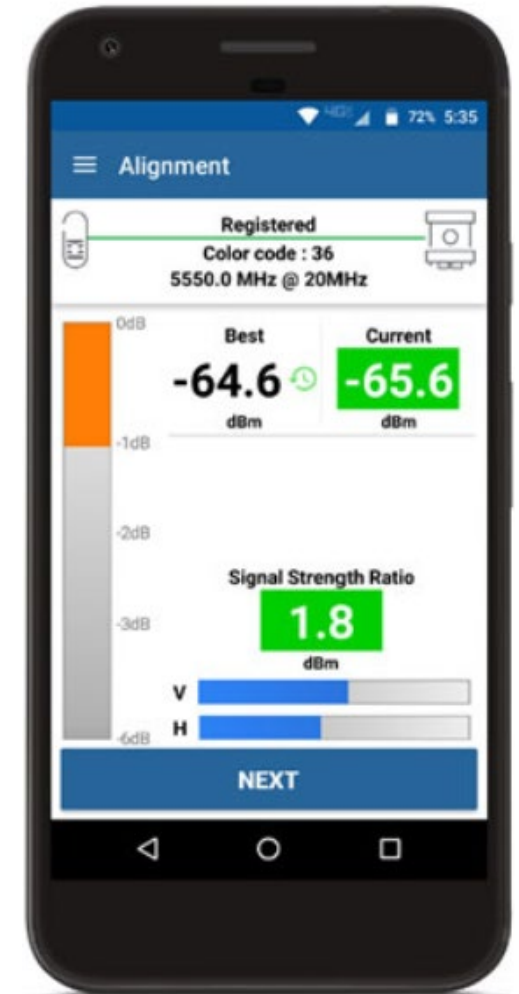 72% 5:35
Alignment
Registered
Color code : 36
5550.0 MHz @ 20MHz
0dB
Best
Current
-64.6
-65.6
dBm
dBm
-1dB
-2dB
Signal Strength Ratio
-3dB
1.8
dBm
V
H
-6dB
NEXT